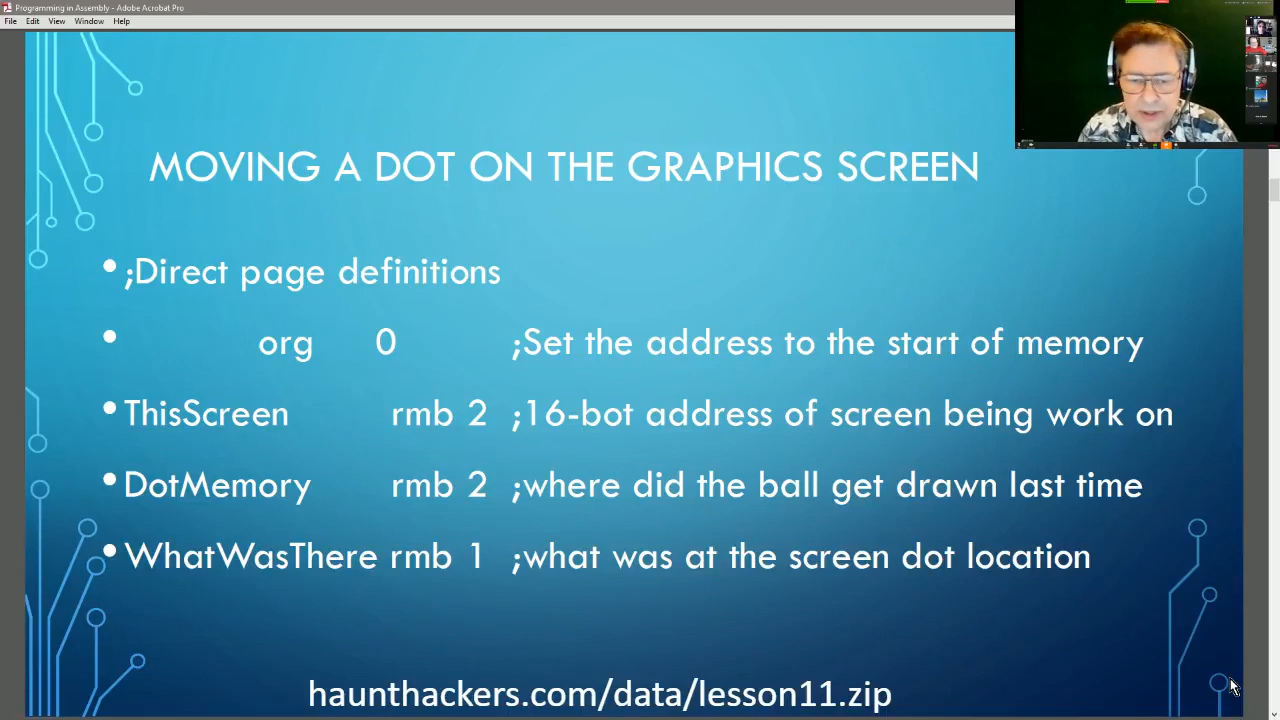 Programming in Assembly - Adobe Acrobat Pro
File Edit View Window Help
MOVING A DOT ON THE GRAPHICS SCREEN
• ;Direct page definitions
• org 0 ;Set the address to the start of memory
• ThisScreen rmb 2 ;16-bot address of screen being work on
• DotMemory rmb 2 ;where did the ball get drawn last time
• WhatWasThere rmb 1 ;what was at the screen dot location
haunthackers.com/data/lesson11.zip